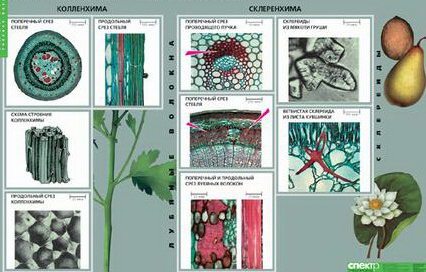 КОЛЛЕНХИМА
СКЛЕРЕНХИМА
ПОПЕРЕЧНЫЙ СРЕЗ
СТЕБЛЯ
ПРОДОЛЬНЫЙ
СРЕЗ СТЕБЛЯ
СХЕМА СТРОЕНИЯ
КОЛЛЕНХИМЫ
ПРОДОЛЬНЫЙ СРЕЗ
КОЛЛЕНХИМЫ
ЛУБЯНЫЕ ВОЛОКНА
ПОПЕРЕЧНЫЙ СРЕЗ
ПРОВОДЯЩЕГО ПУЧКА
ПОПЕРЕЧНЫЙ СРЕЗ
СТЕБЛЯ
ПОПЕРЕЧНЫЙ И ПРОДОЛЬНЫЙ
СРЕЗ ЛУБЯНЫХ ВОЛОКОН
СКЛЕРЕИДЫ
ИЗ МЯКОТИ ГРУШИ
ВЕТВИСТАЯ СКЛЕРЕИДА
ИЗ ЛИСТА КУВШИНКИ
СКЛЕРЕИДЫ
спектр